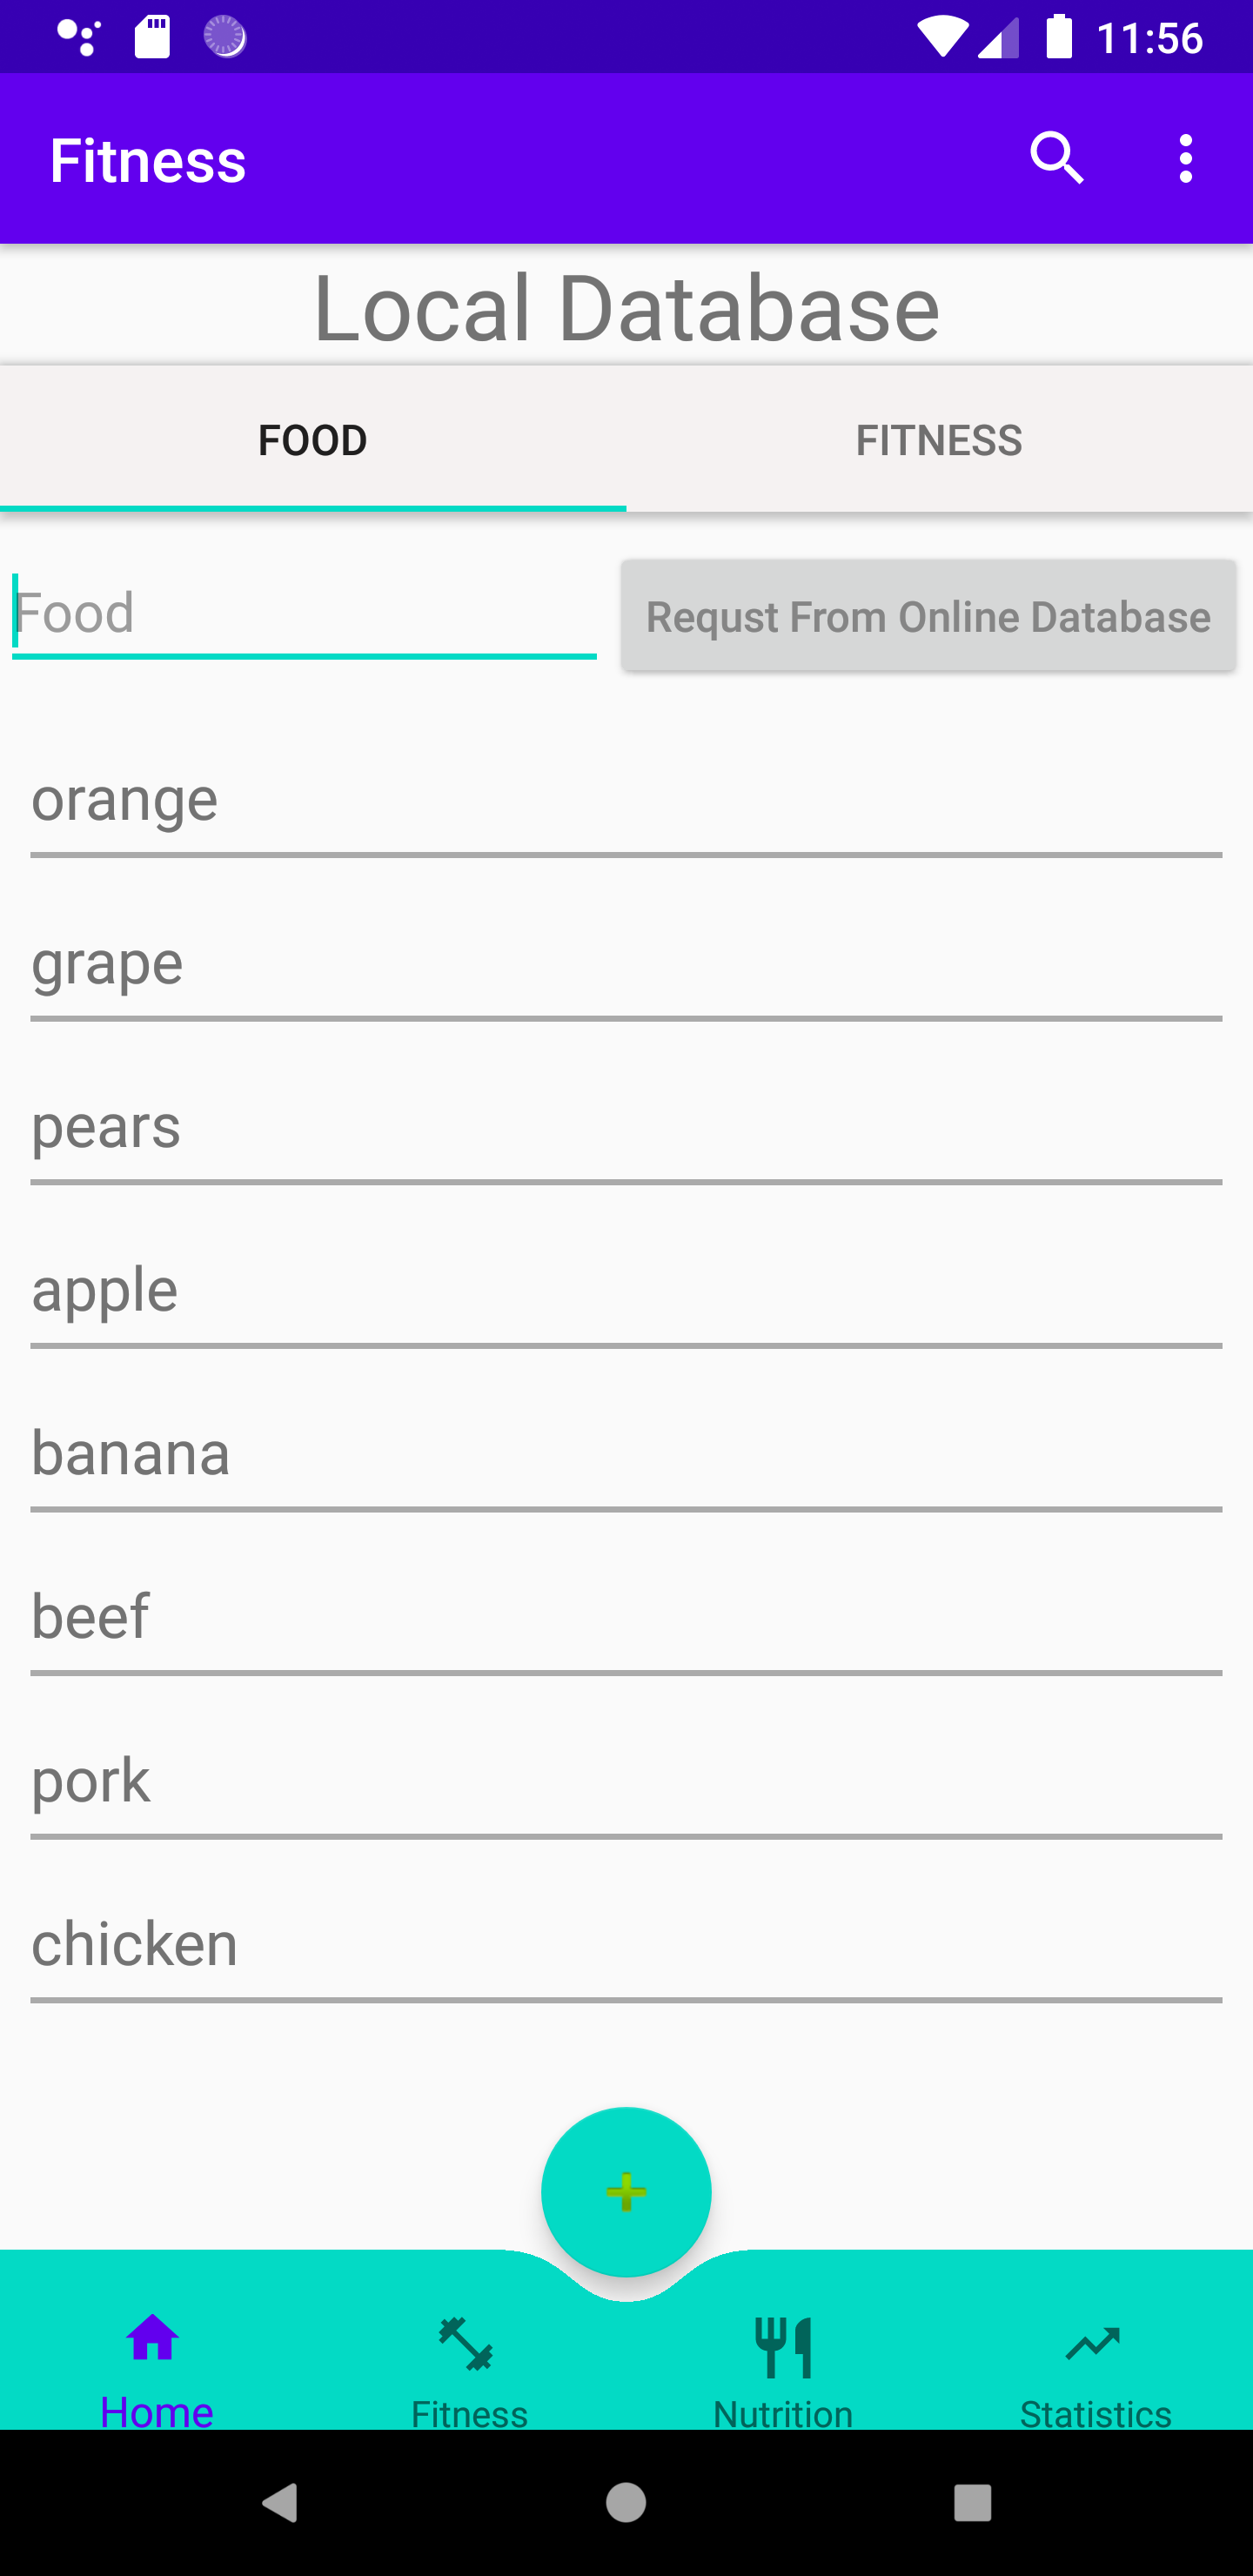 11:56
Fitness
Local Database
FOOD
FITNESS
Food
Requst From Online Database
orange
grape
pears
apple
banana
beef
pork
chicken
Home
Fitness
Nutrition
Statistics